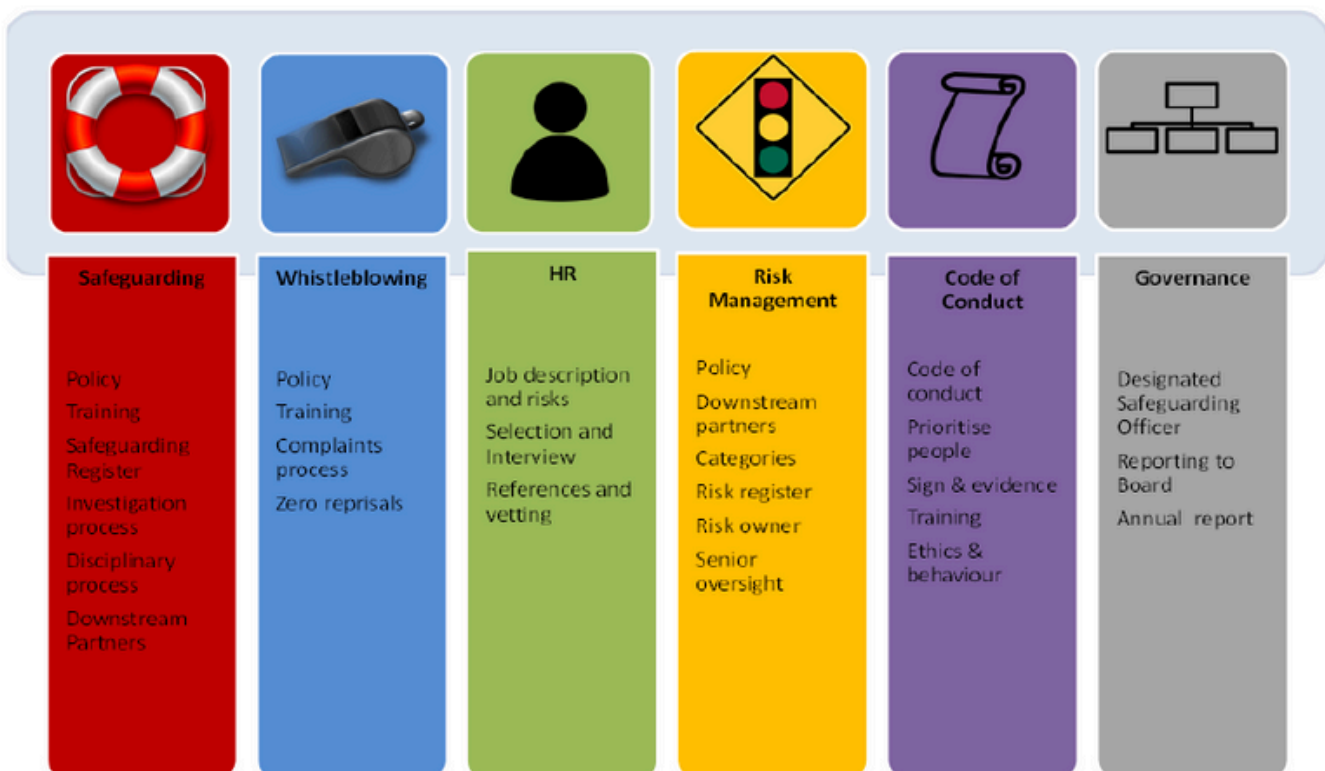 Safeguarding
Policy
Training
Safeguarding
Register
Investigation
process
Disciplinary
process
Downstream
Partners
Whistleblowing
Policy
Training
Complaints
process
Zero reprisals
HR
Job description
and risks
Selection and
Interview
References and
vetting
Risk
Management
Policy
Downstream
partners
Categories
Risk register
Risk owner
Senior
oversight
Code of
Conduct
Code of
conduct
Prioritise
people
Sign & evidence
Training
Ethics &
behaviour
Governance
Designated
Safeguarding
Officer
Reporting to
Board
Annual report